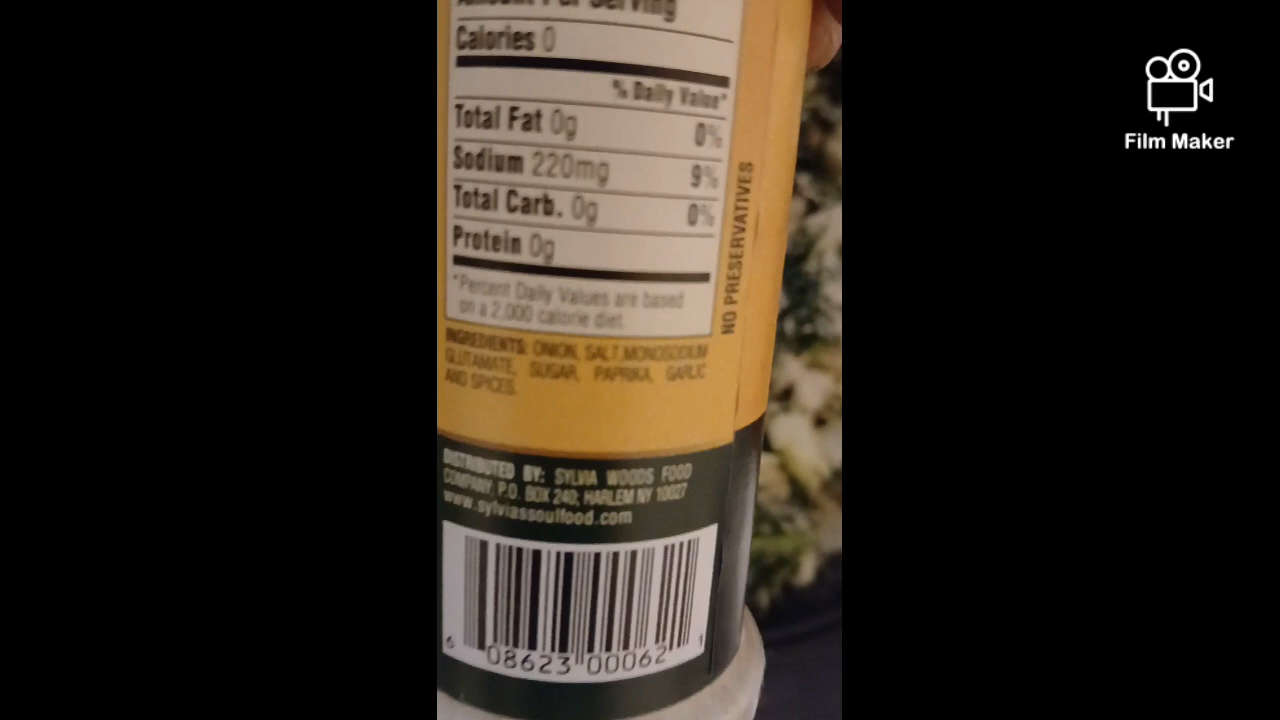 Amount Per Serving
Calories 0
% Daily Value*
Total Fat 0g 0%
Sodium 220mg 9%
Total Carb. 0g 0%
Protein 0g
*Percent Daily Values are based
on a 2,000 calorie diet.
INGREDIENTS: ONION, SALT, MONOSODIUM
GLUTAMATE, SUGAR, PAPRIKA, GARLIC
AND SPICES.
NO PRESERVATIVES
DISTRIBUTED BY: SYLVIA WOODS FOOD
COMPANY, P.O. BOX 240; HARLEM NY 10027
www.sylviassoulfood.com
6 08623 00062 1
Film Maker